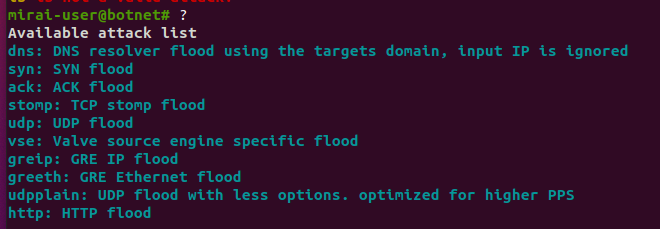 mirai-user@botnet# ?
Available attack list
dns: DNS resolver flood using the targets domain, input IP is ignored
syn: SYN flood
ack: ACK flood
stomp: TCP stomp flood
udp: UDP flood
vse: Valve source engine specific flood
greip: GRE IP flood
greeth: GRE Ethernet flood
udpplain: UDP flood with less options. optimized for higher PPS
http: HTTP flood